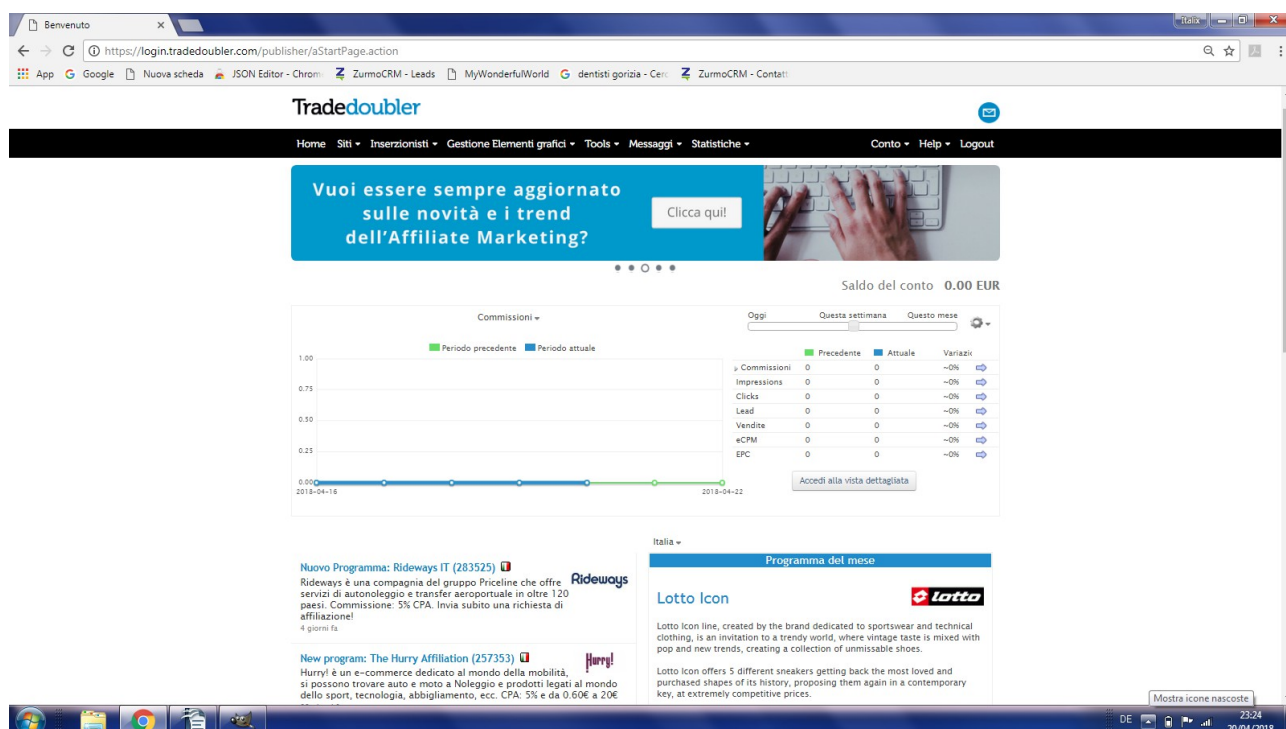 Benvenuto
Italix
https://login.tradedoubler.com/publisher/aStartPage.action
App Google Nuova scheda JSON Editor - Chrom ZurmoCRM - Leads MyWonderfulWorld dentisti gorizia - Cerc ZurmoCRM - Contatt
Tradedoubler
Home Siti Inserzionisti Gestione Elementi grafici Tools Messaggi Statistiche Conto Help Logout
Vuoi essere sempre aggiornato
sulle novità e i trend
dell'Affiliate Marketing?
Clicca qui!
Saldo del conto 0.00 EUR
Commissioni
Periodo precedente Periodo attuale
1.00
0.75
0.50
0.25
0.00
2018-04-16 2018-04-22
Oggi Questa settimana Questo mese
Precedente Attuale Variazic
Commissioni 0 0 ~0%
Impressions 0 0 ~0%
Clicks 0 0 ~0%
Lead 0 0 ~0%
Vendite 0 0 ~0%
eCPM 0 0 ~0%
EPC 0 0 ~0%
Accedi alla vista dettagliata
Nuovo Programma: Rideways IT (283525)
Rideways
Rideways è una compagnia del gruppo Priceline che offre
servizi di autonoleggio e transfer aeroportuale in oltre 120
paesi. Commissione: 5% CPA. Invia subito una richiesta di
affiliazione!
4 giorni fa
New program: The Hurry Affiliation (257353)
Hurry!
Hurry! è un e-commerce dedicato al mondo della mobilità,
si possono trovare auto e moto a Noleggio e prodotti legati al mondo
dello sport, tecnologia, abbigliamento, ecc. CPA: 5% e da 0.60€ a 20€
Italia
Programma del mese
Lotto Icon
lotto
Lotto Icon line, created by the brand dedicated to sportswear and technical
clothing, is an invitation to a trendy world, where vintage taste is mixed with
pop and new trends, creating a collection of unmissable shoes.
Lotto Icon offers 5 different sneakers getting back the most loved and
purchased shapes of its history, proposing them again in a contemporary
key, at extremely competitive prices.
Mostra icone nascoste
DE
23:24
20/04/2018